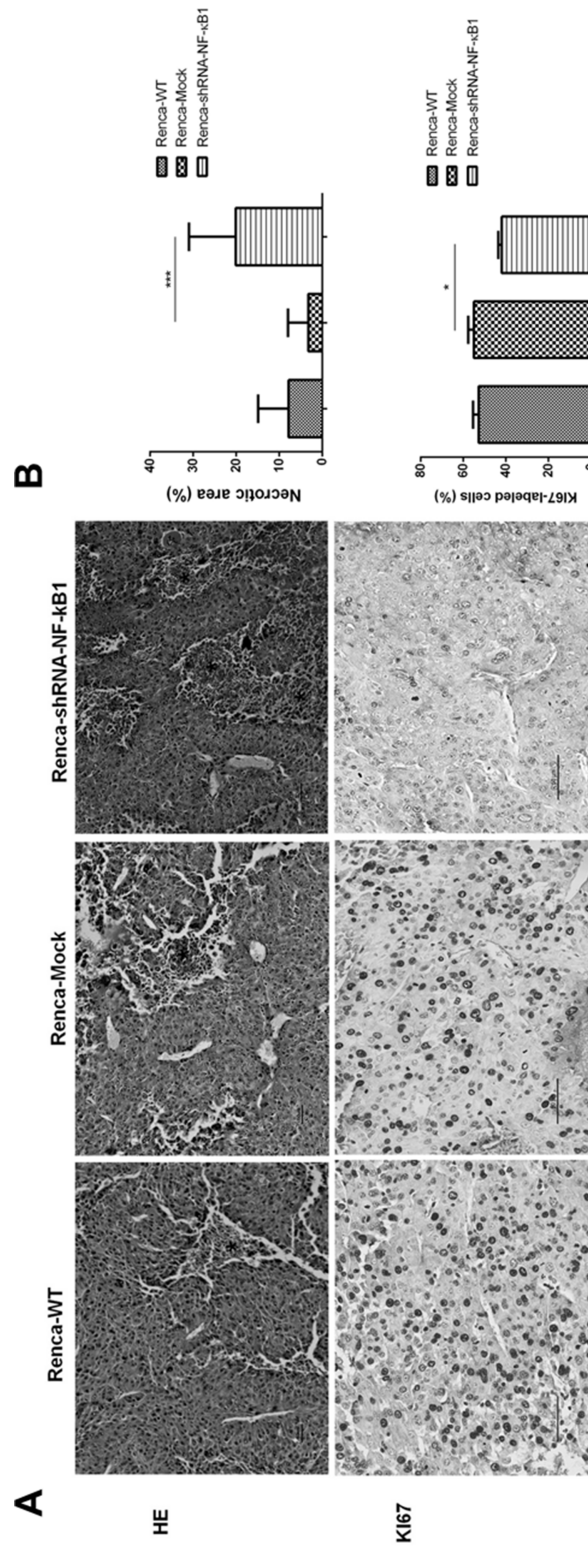 A
Renca-WT
Renca-Mock
Renca-shRNA-NF-kB1
HE
KI67
B
Necrotic area (%)
40
30
20
10
0
***
Renca-WT
Renca-Mock
Renca-shRNA-NF-κB1
KI67-labeled cells (%)
80
60
40
20
0
*
Renca-WT
Renca-Mock
Renca-shRNA-NF-κB1